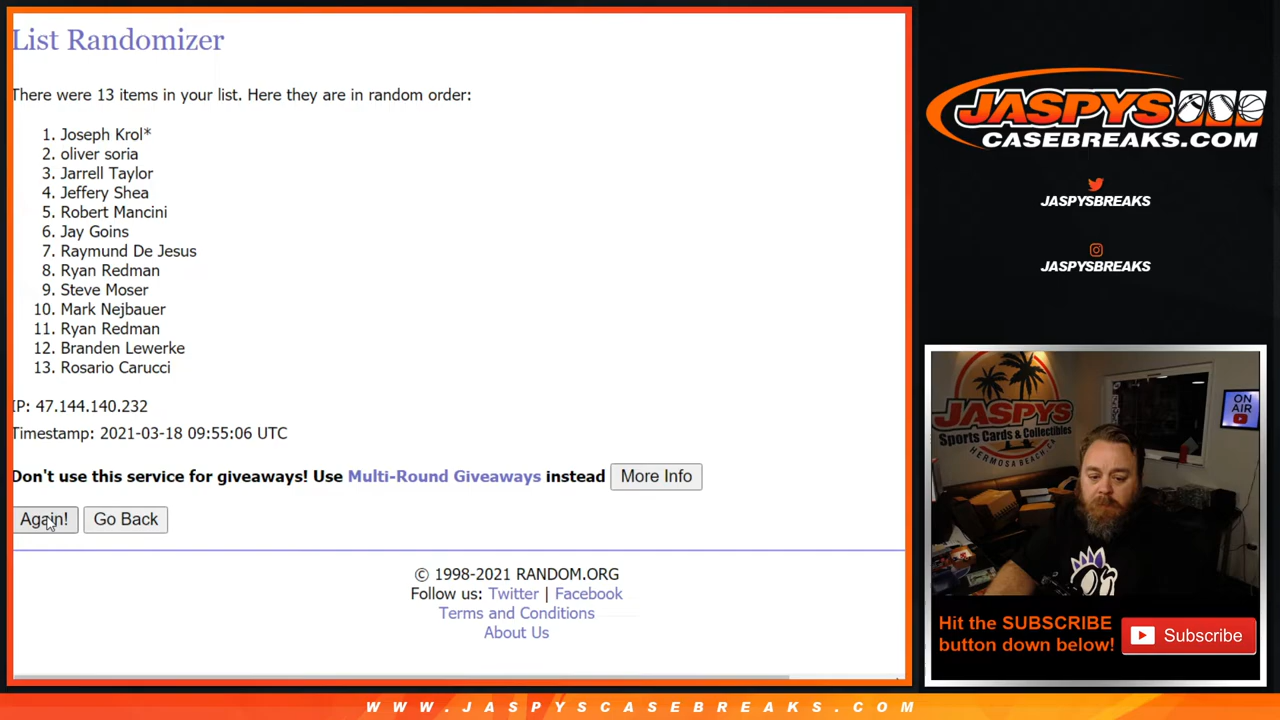 List Randomizer
There were 13 items in your list. Here they are in random order:
1. Joseph Krol*
2. oliver soria
3. Jarrell Taylor
4. Jeffery Shea
5. Robert Mancini
6. Jay Goins
7. Raymund De Jesus
8. Ryan Redman
9. Steve Moser
10. Mark Nejbauer
11. Ryan Redman
12. Branden Lewerke
13. Rosario Carucci
IP: 47.144.140.232
Timestamp: 2021-03-18 09:55:06 UTC
Don't use this service for giveaways! Use Multi-Round Giveaways instead More Info
Again! Go Back
© 1998-2021 RANDOM.ORG
Follow us: Twitter | Facebook
Terms and Conditions
About Us
JASPYS
CASEBREAKS.COM
JASPYSBREAKS
JASPYSBREAKS
JASPYS
Sports Cards & Collectibles
HERMOSA BEACH, CA
ON
AIR
Hit the SUBSCRIBE
button down below!
Subscribe
WWW.JASPYSCASEBREAKS.COM